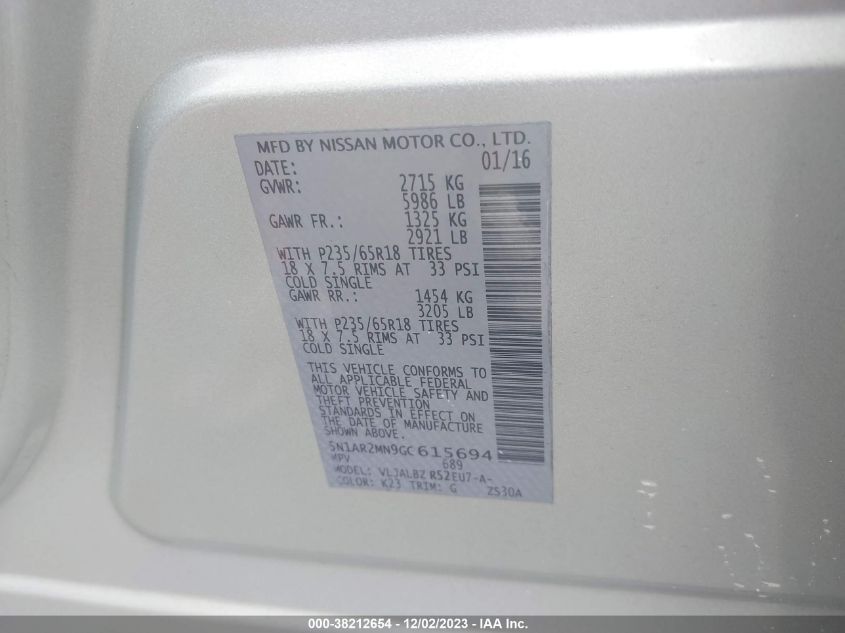 MFD BY NISSAN MOTOR CO., LTD.
DATE: 01/16
GVWR: 2715 KG
5986 LB
GAWR FR.: 1325 KG
2921 LB
WITH P235/65R18 TIRES
18 X 7.5 RIMS AT 33 PSI
COLD SINGLE
GAWR RR.: 1454 KG
3205 LB
WITH P235/65R18 TIRES
18 X 7.5 RIMS AT 33 PSI
COLD SINGLE
THIS VEHICLE CONFORMS TO
ALL APPLICABLE FEDERAL
MOTOR VEHICLE SAFETY AND
THEFT PREVENTION
STANDARDS IN EFFECT ON
THE DATE OF MANUFACTURE
SHOWN ABOVE.
5N1AR2MN9GC615694
MPV 689
MODEL: VLJALBZ R52EU7-A-
COLOR: K23 TRIM: G ZS30A
000-38212654 - 12/02/2023 - IAA Inc.